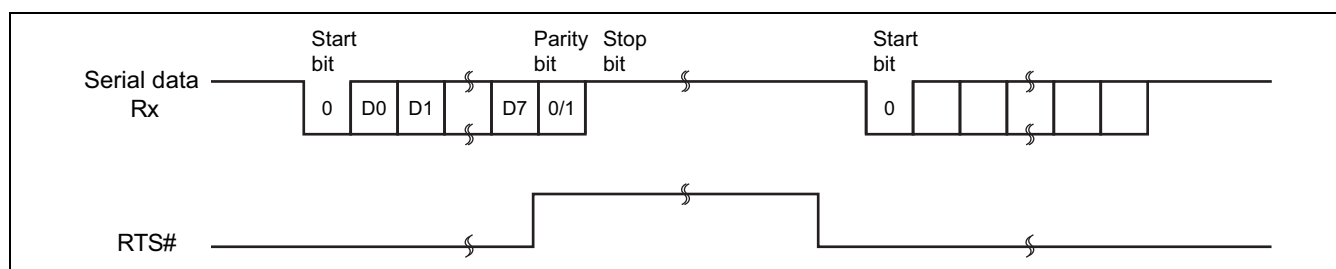 Start
bit
Parity
bit
Stop
bit
Start
bit
Serial data
Rx
0
D0
D1
D7
0/1
0
RTS#